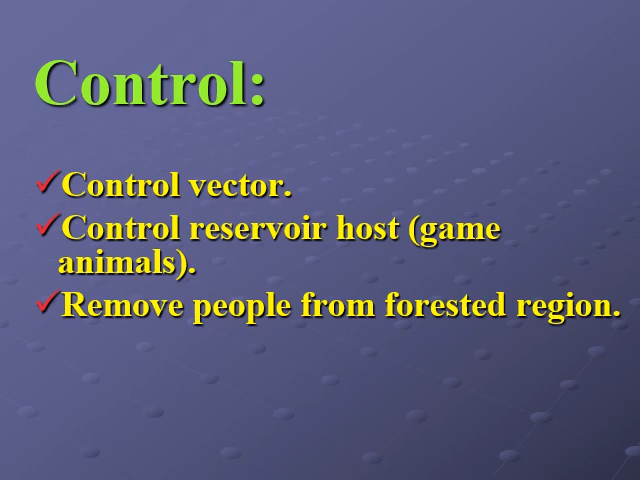 Control:
✓Control vector.
✓Control reservoir host (game
animals).
✓Remove people from forested region.